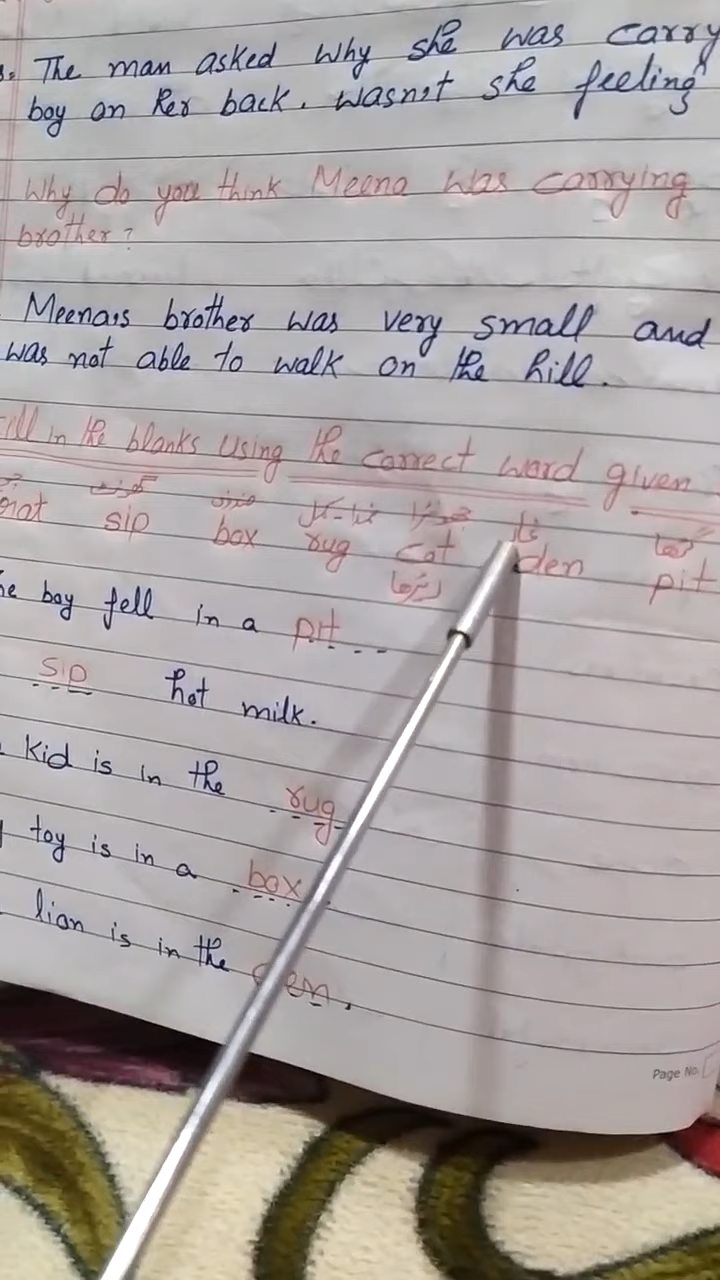 The man asked why she was carry
boy on her back. wasn,t she feeling
Why do you think Meena was carrying
brother?
Meena,s brother was very small and
was not able to walk on the hill.
in the blanks using the correct word given
sip box rug cot den pit
گڑھا
boy fell in a pit
sip hot milk.
kid is in the rug
toy is in a box
lion is in the den.
Page No.